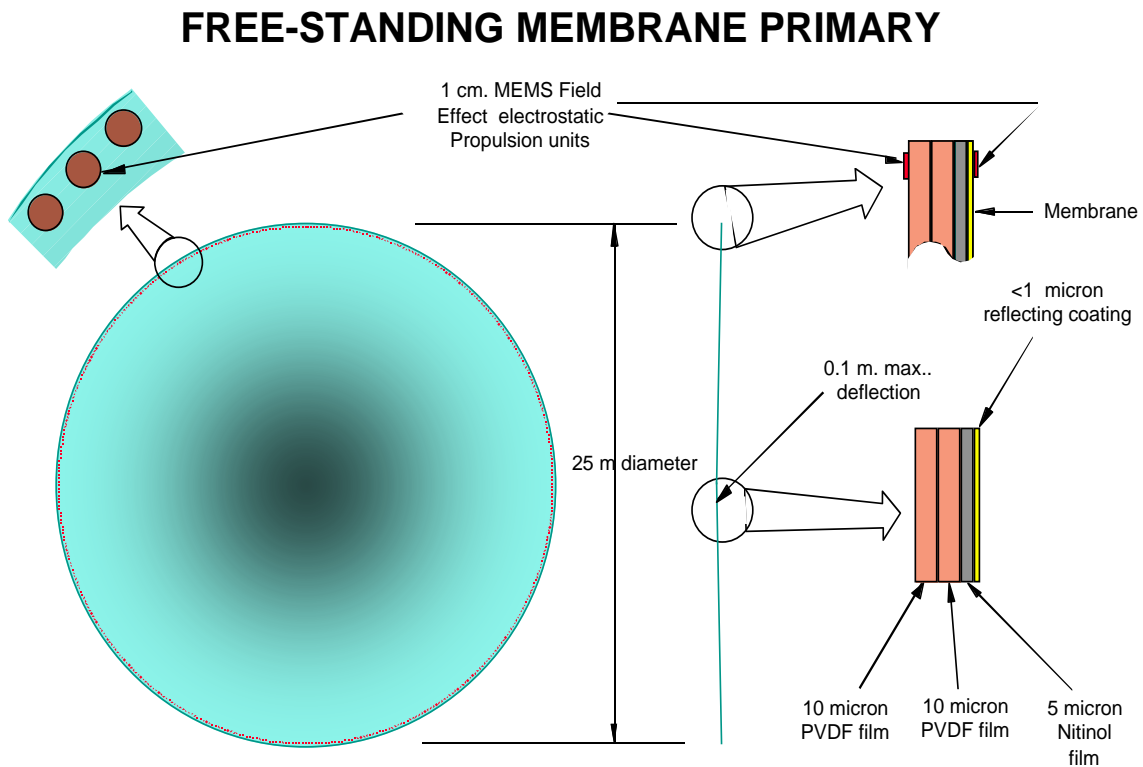 FREE-STANDING MEMBRANE PRIMARY
1 cm. MEMS Field
Effect electrostatic
Propulsion units
Membrane
<1 micron
reflecting coating
0.1 m. max..
deflection
25 m diameter
10 micron
PVDF film
10 micron
PVDF film
5 micron
Nitinol
film